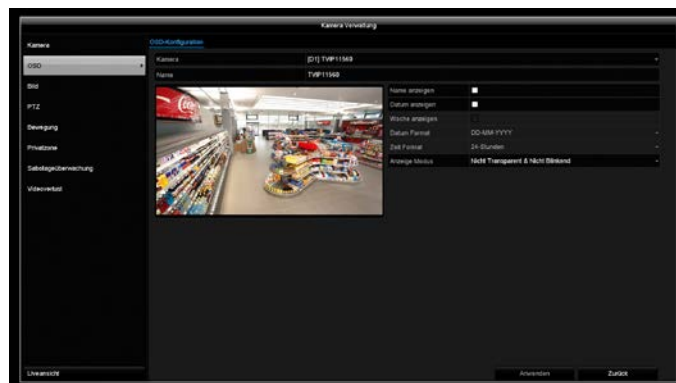 Kamera Verwaltung
Kamera
OSD
Bild
PTZ
Bewegung
Privatzone
Sabotageüberwachung
Videoverlust
Liveansicht
OSD-Konfiguration
Kamera [D1] TVIP11560
Name TVIP11560
Name anzeigen
Datum anzeigen
Woche anzeigen
Datum Format DD-MM-YYYY
Zeit Format 24-Stunden
Anzeige Modus Nicht Transparent & Nicht Blinkend
Anwenden Zurück